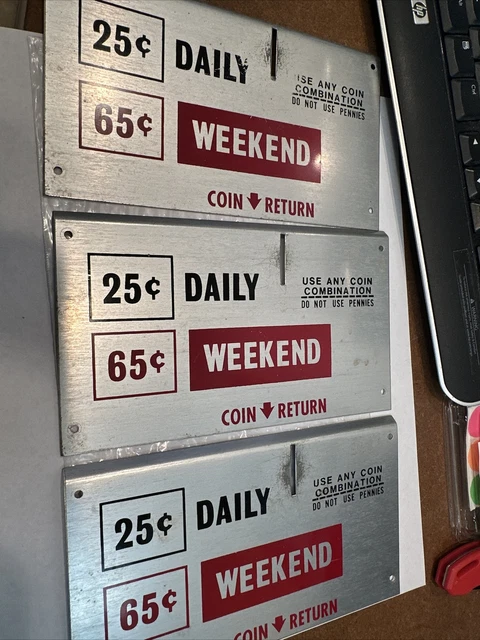 25¢ DAILY
USE ANY COIN
COMBINATION
DO NOT USE PENNIES
65¢ WEEKEND
COIN RETURN
25¢ DAILY
USE ANY COIN
COMBINATION
DO NOT USE PENNIES
65¢ WEEKEND
COIN RETURN
25¢ DAILY
USE ANY COIN
COMBINATION
DO NOT USE PENNIES
65¢ WEEKEND
COIN RETURN
hp